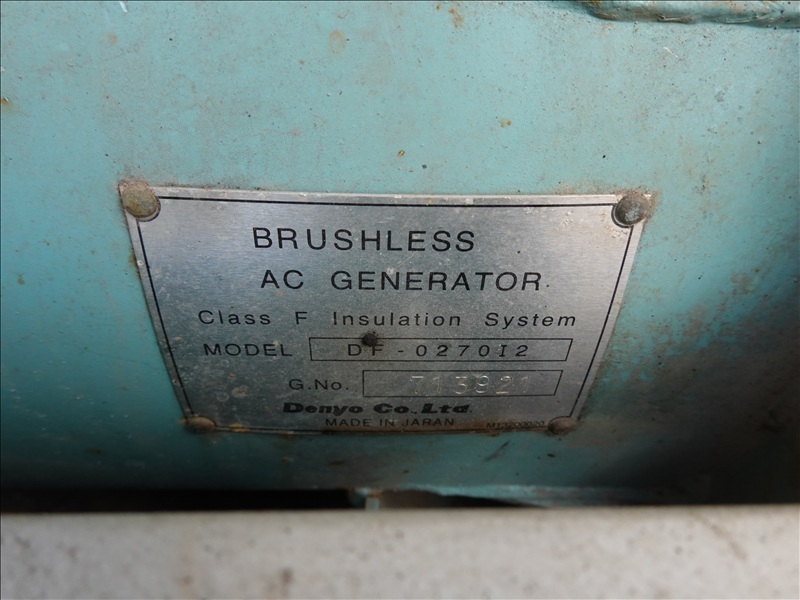 BRUSHLESS
AC GENERATOR
Class F Insulation System
MODEL DF-0270I2
G.No. 713921
Denyo Co.Ltd.
MADE IN JAPAN